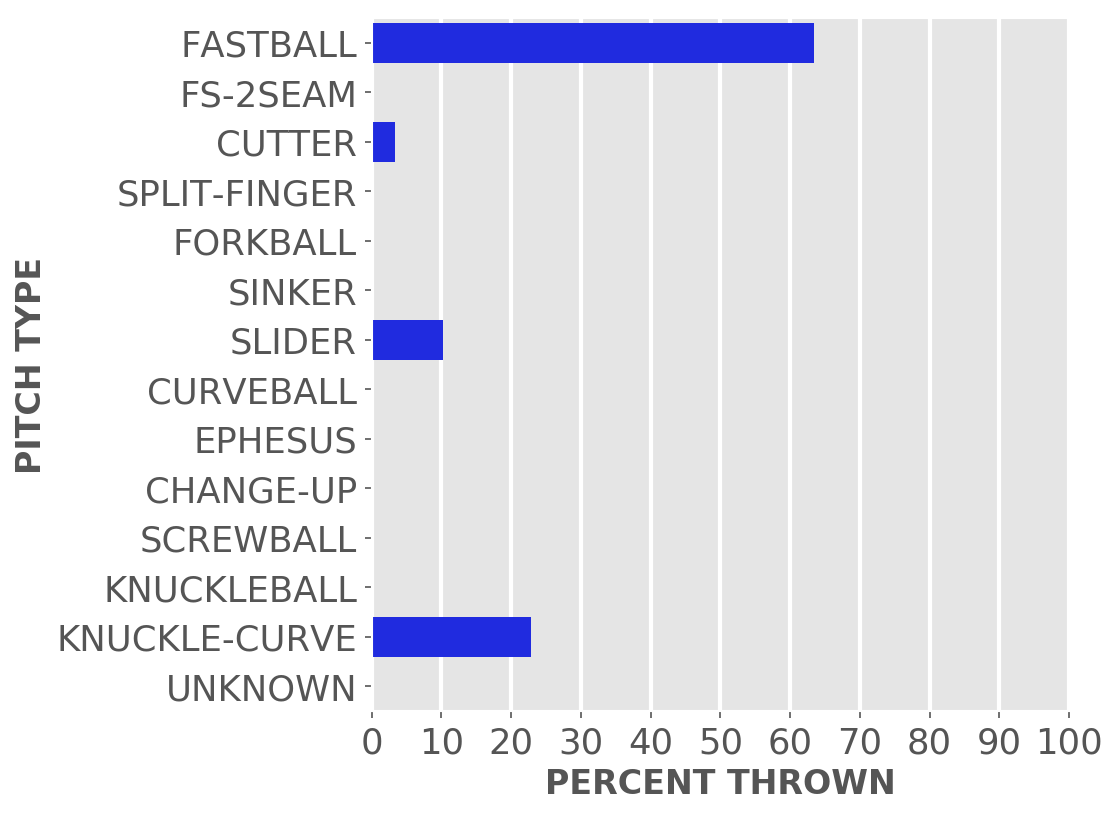 FASTBALL
FS-2SEAM
CUTTER
SPLIT-FINGER
FORKBALL
SINKER
SLIDER
CURVEBALL
EPHESUS
CHANGE-UP
SCREWBALL
KNUCKLEBALL
KNUCKLE-CURVE
UNKNOWN
PITCH TYPE
0 10 20 30 40 50 60 70 80 90 100
PERCENT THROWN